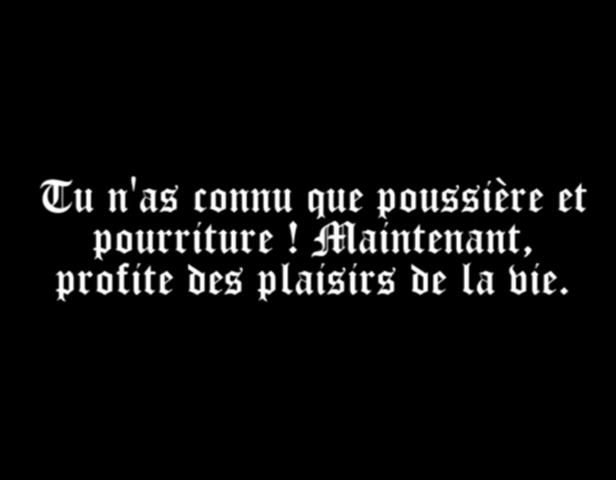 Tu n'as connu que poussière et
pourriture ! Maintenant,
profite des plaisirs de la vie.